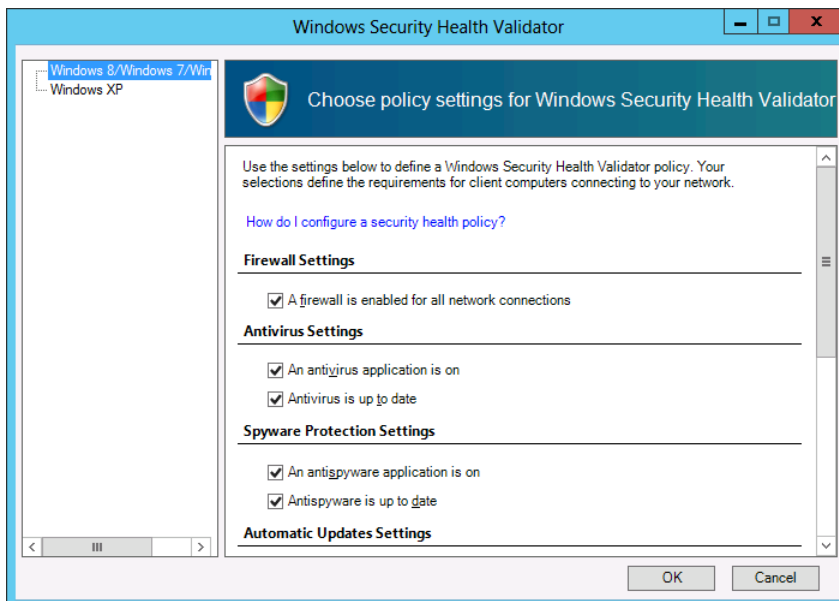 Windows Security Health Validator
Windows 8/Windows 7/Win
Windows XP
Choose policy settings for Windows Security Health Validator
Use the settings below to define a Windows Security Health Validator policy. Your
selections define the requirements for client computers connecting to your network.
How do I configure a security health policy?
Firewall Settings
A firewall is enabled for all network connections
Antivirus Settings
An antivirus application is on
Antivirus is up to date
Spyware Protection Settings
An antispyware application is on
Antispyware is up to date
Automatic Updates Settings
OK
Cancel